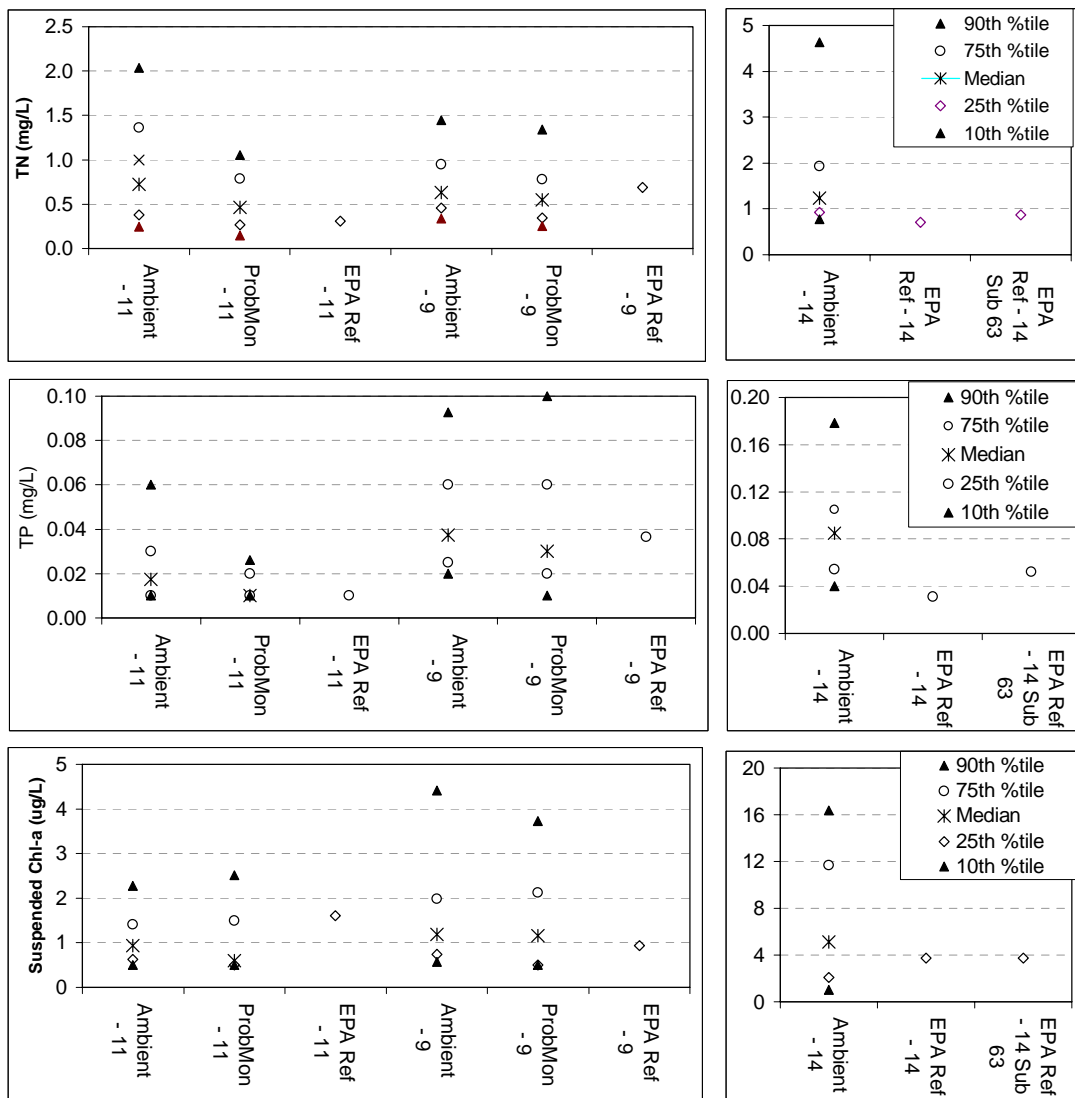 TN (mg/L)
2.5
2.0
1.5
1.0
0.5
0.0
Ambient
- 11
ProbMon
- 11
EPA Ref
- 11
Ambient
- 9
ProbMon
- 9
EPA Ref
- 9
5
4
3
2
1
0
90th %tile
75th %tile
Median
25th %tile
10th %tile
Ambient
- 14
EPA
Ref - 14
EPA
Ref - 14
Sub 63
TP (mg/L)
0.10
0.08
0.06
0.04
0.02
0.00
Ambient
- 11
ProbMon
- 11
EPA Ref
- 11
Ambient
- 9
ProbMon
- 9
EPA Ref
- 9
0.20
0.16
0.12
0.08
0.04
0.00
90th %tile
75th %tile
Median
25th %tile
10th %tile
Ambient
- 14
EPA Ref
- 14
EPA Ref
- 14 Sub
63
Suspended Chl-a (ug/L)
5
4
3
2
1
0
Ambient
- 11
ProbMon
- 11
EPA Ref
- 11
Ambient
- 9
ProbMon
- 9
EPA Ref
- 9
20
16
12
8
4
0
90th %tile
75th %tile
Median
25th %tile
10th %tile
Ambient
- 14
EPA Ref
- 14
EPA Ref
- 14 Sub
63